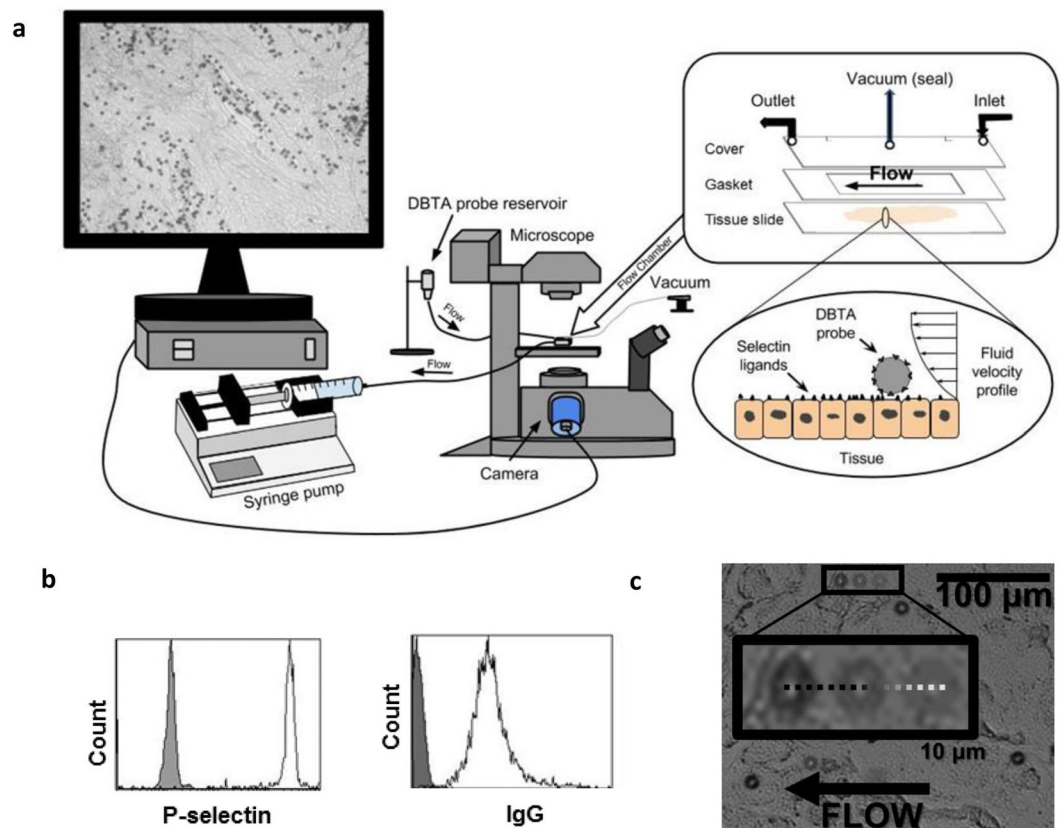 a
DBTA probe reservoir
Microscope
Flow
Flow
Flow Chamber
Vacuum
Camera
Syringe pump
Vacuum (seal)
Outlet
Inlet
Cover
Gasket
Flow
Tissue slide
DBTA
probe
Selectin
ligands
Fluid
velocity
profile
Tissue
b
Count
P-selectin
Count
IgG
c
100 µm
10 µm
FLOW